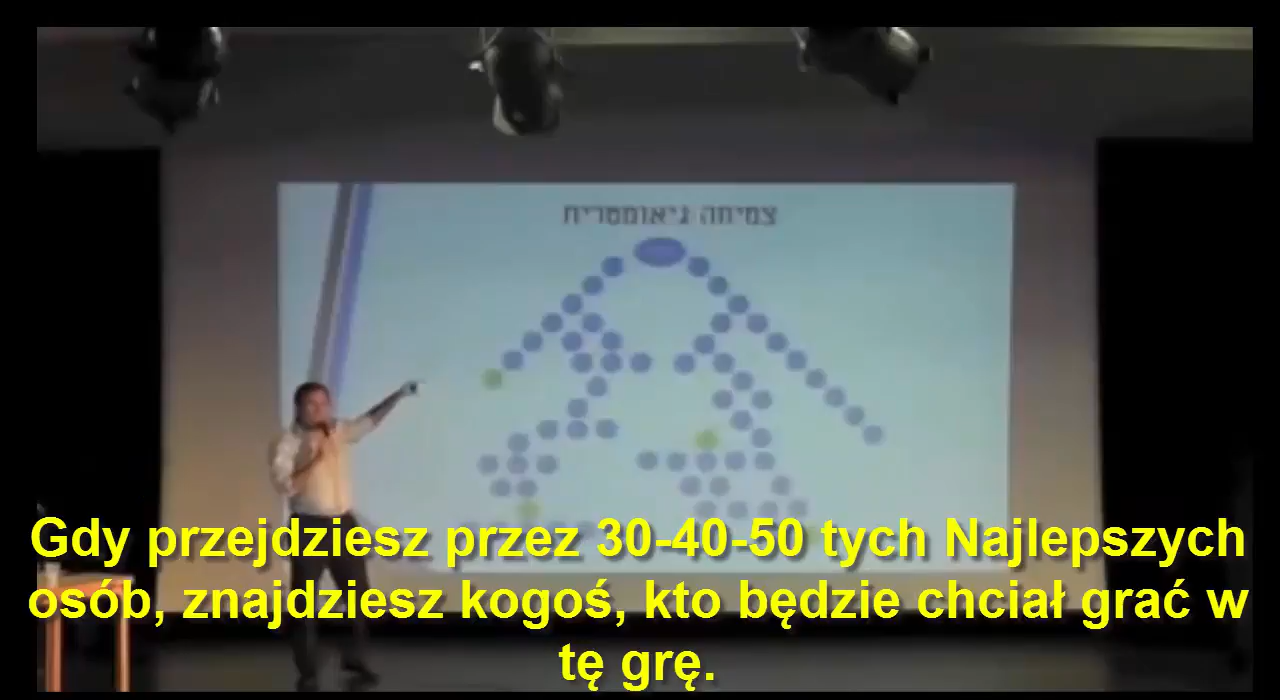 צמיחה גיאומטרית
Gdy przejdziesz przez 30-40-50 tych Najlepszych
osób, znajdziesz kogoś, kto będzie chciał grać w
tę grę.